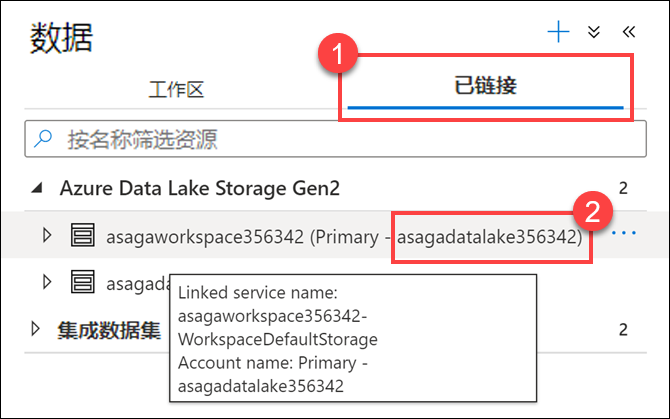 数据
1
工作区
已链接
按名称筛选资源
Azure Data Lake Storage Gen2
2
2
asagaworkspace356342 (Primary - asagadatalake356342)
asagada
Linked service name:
asagaworkspace356342-
WorkspaceDefaultStorage
Account name: Primary -
asagadatalake356342
集成数据集
2